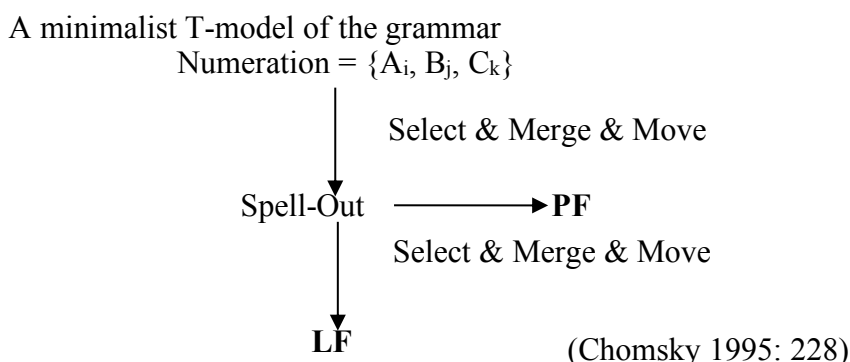 A minimalist T-model of the grammar
Numeration = {Aᵢ, Bⱼ, Cₖ}
Select & Merge & Move
Spell-Out PF
Select & Merge & Move
LF
(Chomsky 1995: 228)